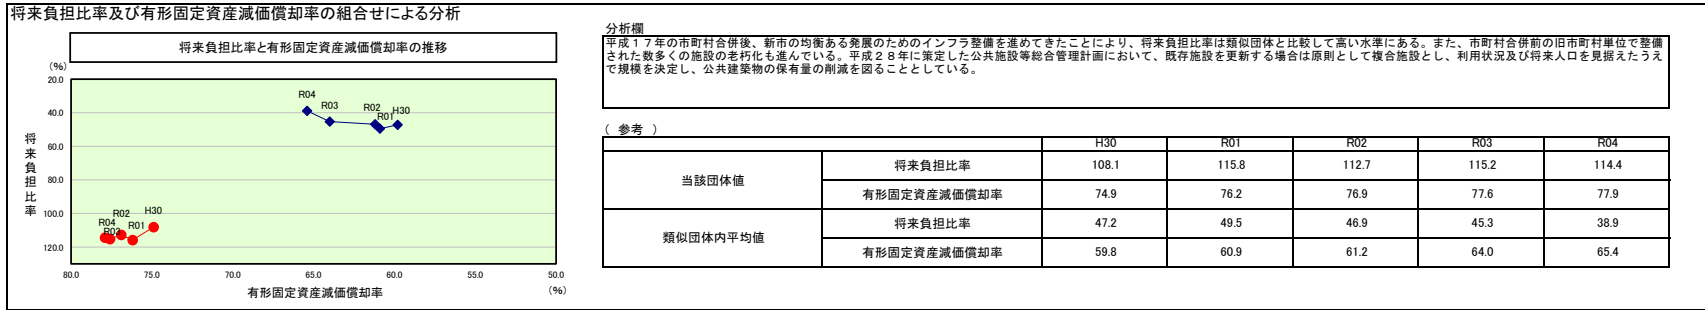 将来負担比率及び有形固定資産減価償却率の組合せによる分析
将来負担比率と有形固定資産減価償却率の推移
(%)
20.0
40.0
60.0
80.0
100.0
120.0
将来負担比率
R04
R03
R02
R01
H30
R04
R03
R02
R01
H30
80.0 75.0 70.0 65.0 60.0 55.0 50.0
有形固定資産減価償却率
(%)
分析欄
平成17年の市町村合併後、新市の均衡ある発展のためのインフラ整備を進めてきたことにより、将来負担比率は類似団体と比較して高い水準にある。また、市町村合併前の旧市町村単位で整備
された数多くの施設の老朽化も進んでいる。平成28年に策定した公共施設等総合管理計画において、既存施設を更新する場合は原則として複合施設とし、利用状況及び将来人口を見据えたうえ
で規模を決定し、公共建築物の保有量の削減を図ることとしている。
( 参考 )
H30 R01 R02 R03 R04
当該団体値
将来負担比率 108.1 115.8 112.7 115.2 114.4
有形固定資産減価償却率 74.9 76.2 76.9 77.6 77.9
類似団体内平均値
将来負担比率 47.2 49.5 46.9 45.3 38.9
有形固定資産減価償却率 59.8 60.9 61.2 64.0 65.4